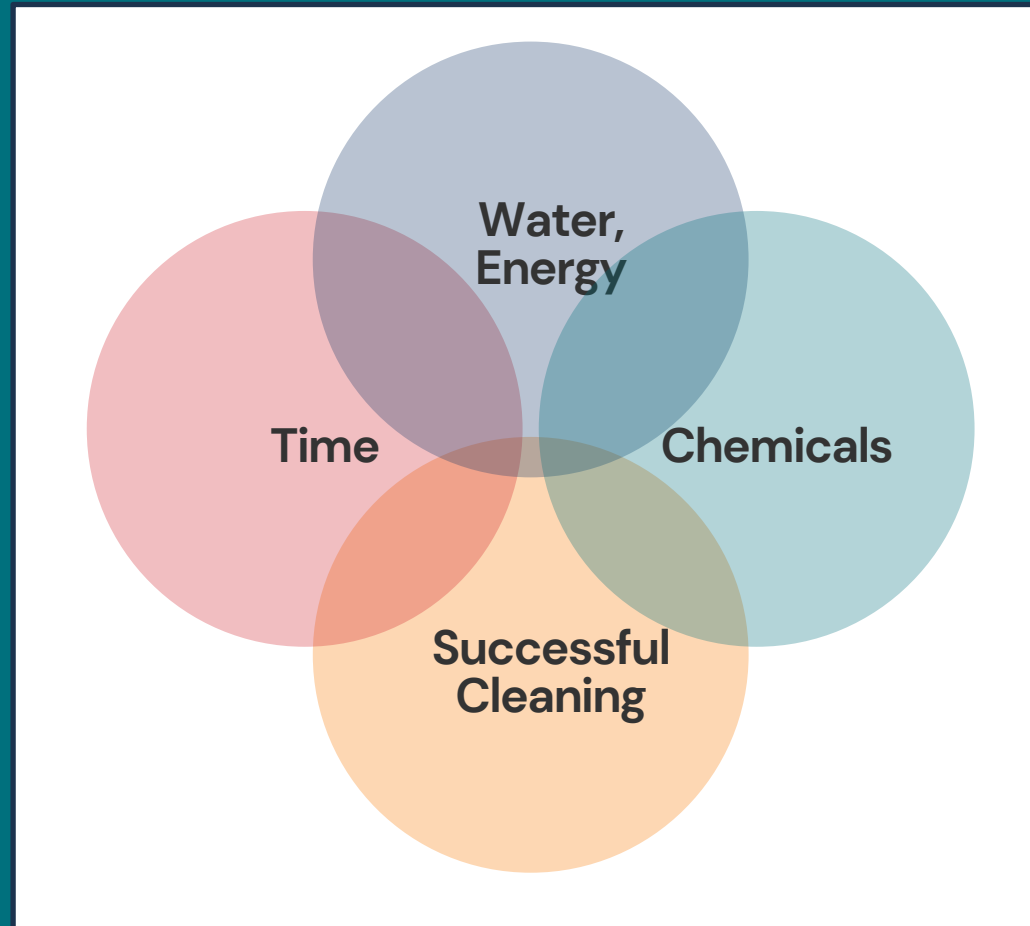 Water,
Energy
Time
Chemicals
Successful
Cleaning